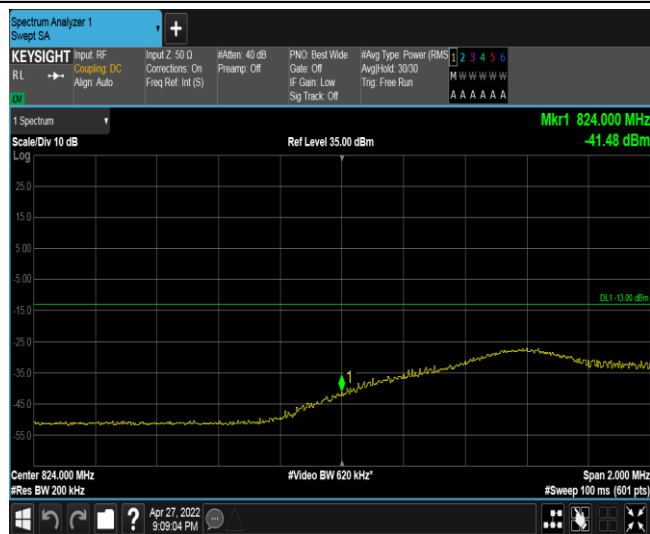 Spectrum Analyzer 1
Swept SA
+
KEYSIGHT
RL
Input: RF
Coupling: DC
Align: Auto
Input Z: 50 Ω
Corrections: On
Freq Ref: Int (S)
#Atten: 40 dB
Preamp: Off
PNO: Best Wide
Gate: Off
IF Gain: Low
Sig Track: Off
#Avg Type: Power (RMS
Avg|Hold: 30/30
Trig: Free Run
1 2 3 4 5 6
M W W W W W
A A A A A A
1 Spectrum
Mkr1 824.000 MHz
Scale/Div 10 dB
Ref Level 35.00 dBm
-41.48 dBm
Log
25.0
15.0
5.00
-5.00
DL1 -13.00 dBm
-15.0
-25.0
-35.0
1
-45.0
-55.0
Center 824.000 MHz
#Video BW 620 kHz*
Span 2.000 MHz
#Res BW 200 kHz
#Sweep 100 ms (601 pts)
?
Apr 27, 2022
9:09:04 PM